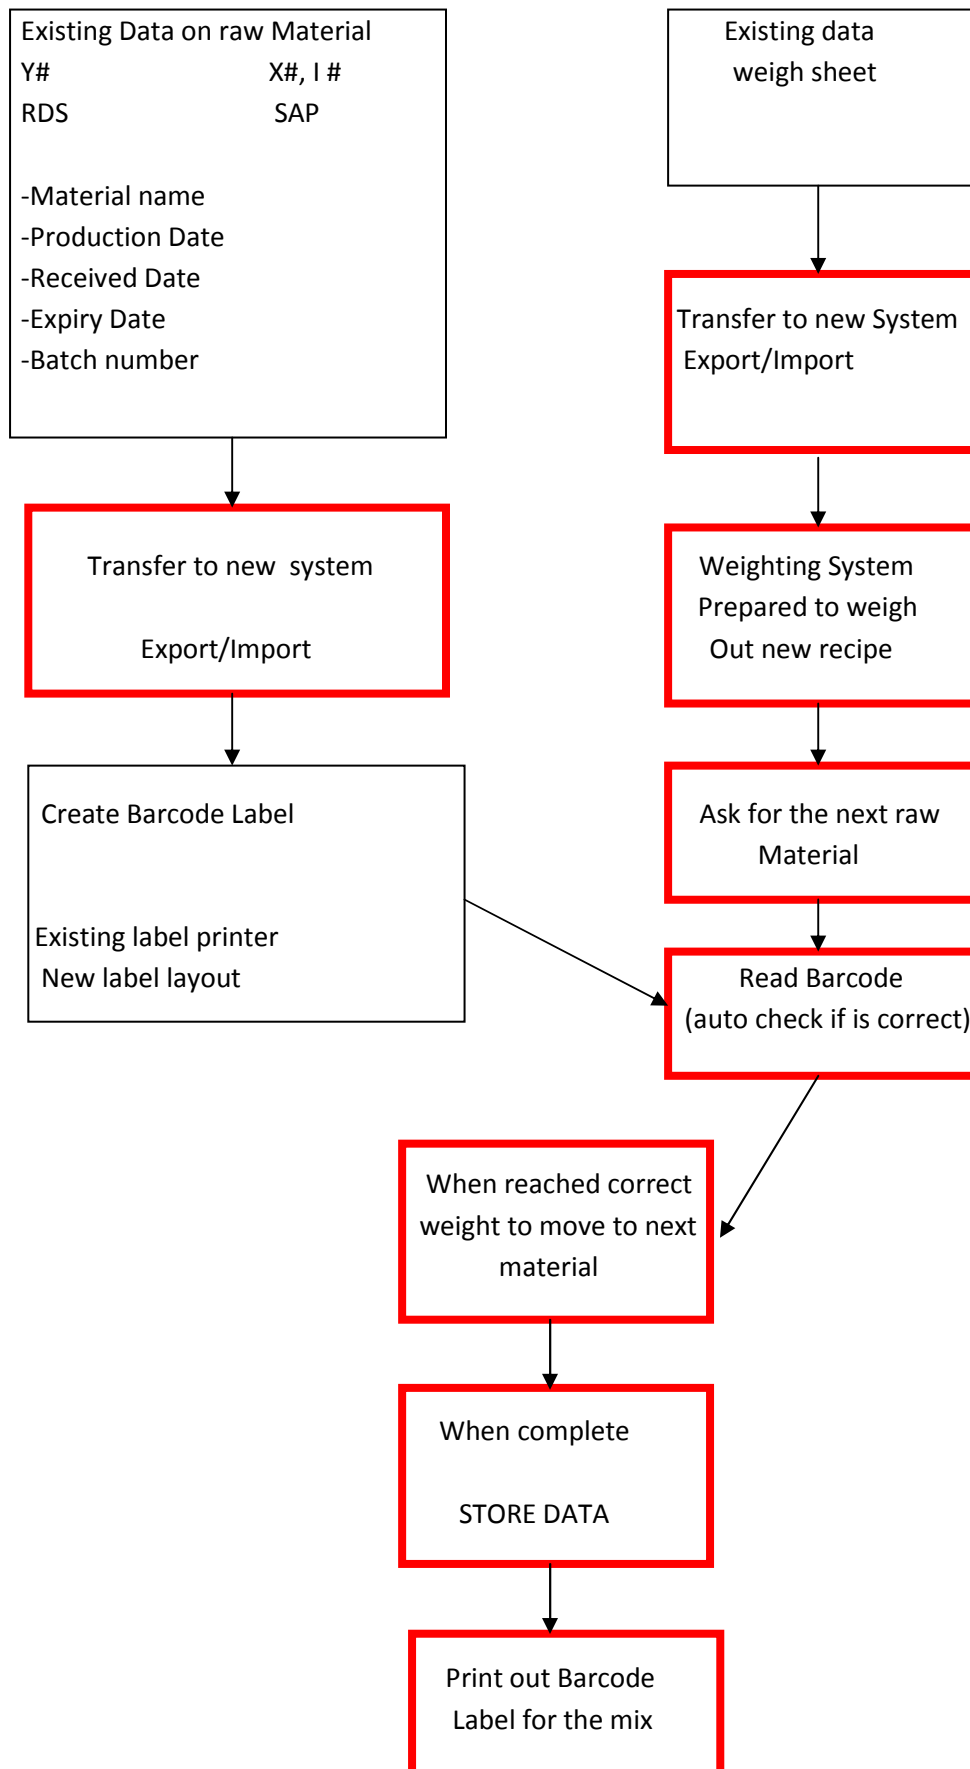 Existing Data on raw Material
Y# X#, I #
RDS SAP
-Material name
-Production Date
-Received Date
-Expiry Date
-Batch number
Existing data
weigh sheet
Transfer to new System
Export/Import
Transfer to new system
Export/Import
Weighting System
Prepared to weigh
Out new recipe
Create Barcode Label
Existing label printer
New label layout
Ask for the next raw
Material
Read Barcode
(auto check if is correct)
When reached correct
weight to move to next
material
When complete
STORE DATA
Print out Barcode
Label for the mix